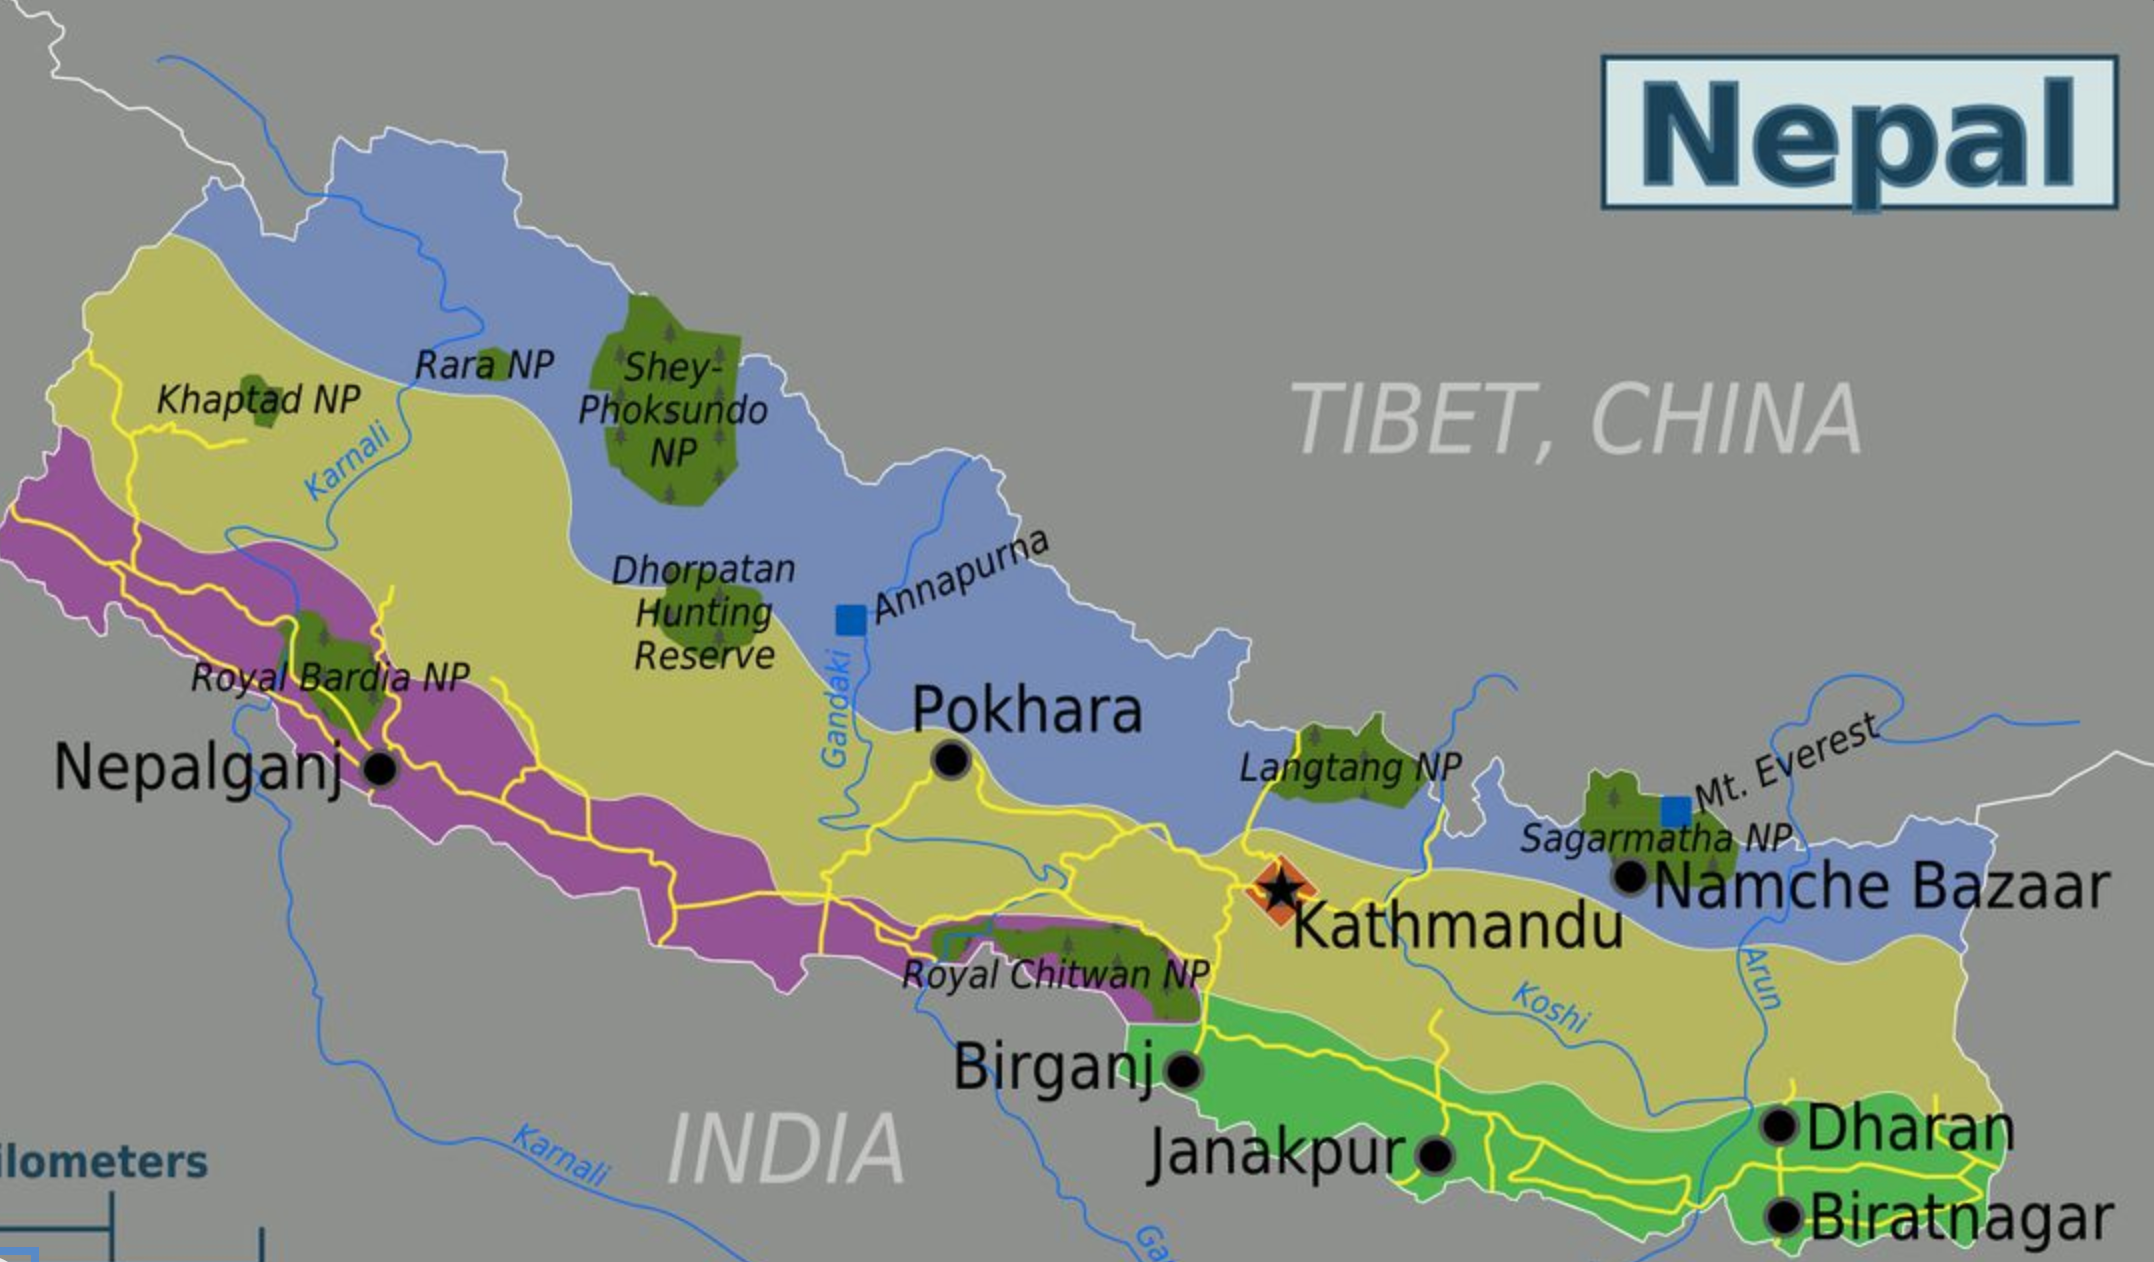 Nepal
TIBET, CHINA
Rara NP
Khaptad NP
Shey-
Phoksundo
NP
Karnali
Annapurna
Dhorpatan
Hunting
Reserve
Royal Bardia NP
Gandaki
Pokhara
Nepalganj
Langtang NP
Mt. Everest
Sagarmatha NP
Namche Bazaar
Kathmandu
Royal Chitwan NP
Arun
Koshi
Birganj
INDIA
Janakpur
Dharan
Karnali
ilometers
Biratnagar
Ga